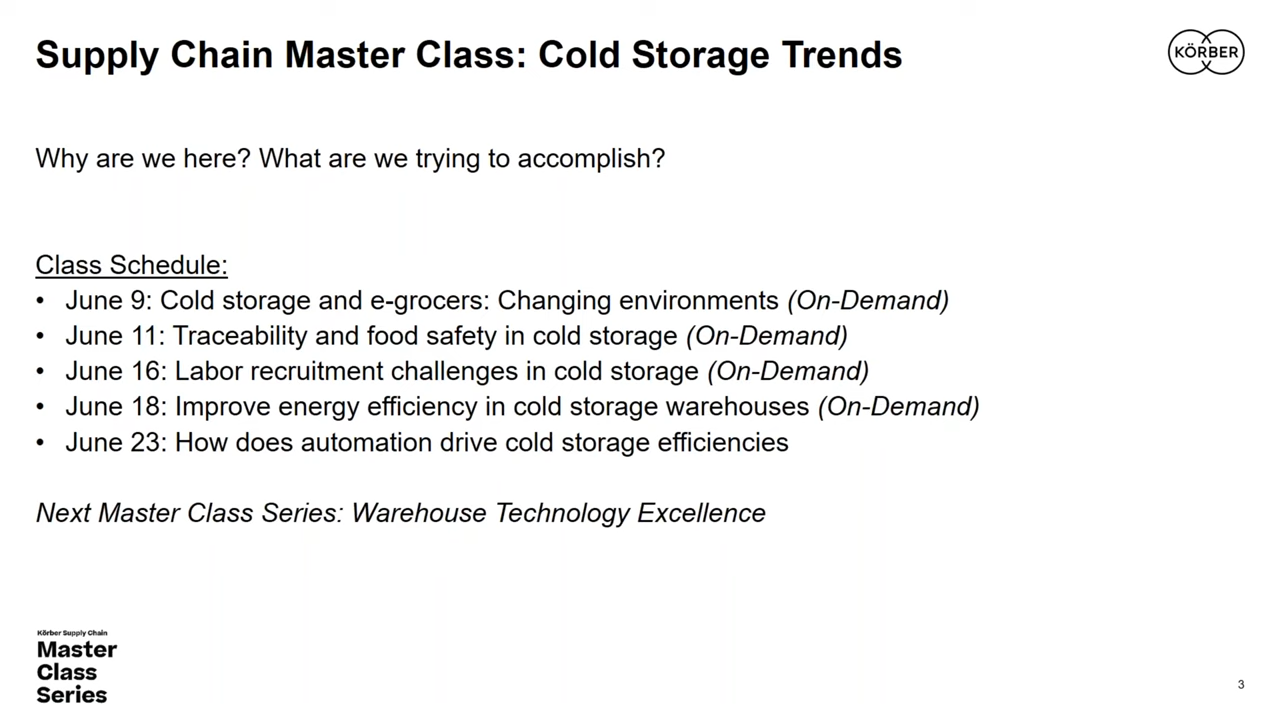 Supply Chain Master Class: Cold Storage Trends
KÖRBER
Why are we here? What are we trying to accomplish?
Class Schedule:
• June 9: Cold storage and e-grocers: Changing environments (On-Demand)
• June 11: Traceability and food safety in cold storage (On-Demand)
• June 16: Labor recruitment challenges in cold storage (On-Demand)
• June 18: Improve energy efficiency in cold storage warehouses (On-Demand)
• June 23: How does automation drive cold storage efficiencies
Next Master Class Series: Warehouse Technology Excellence
Körber Supply Chain
Master
Class
Series
3